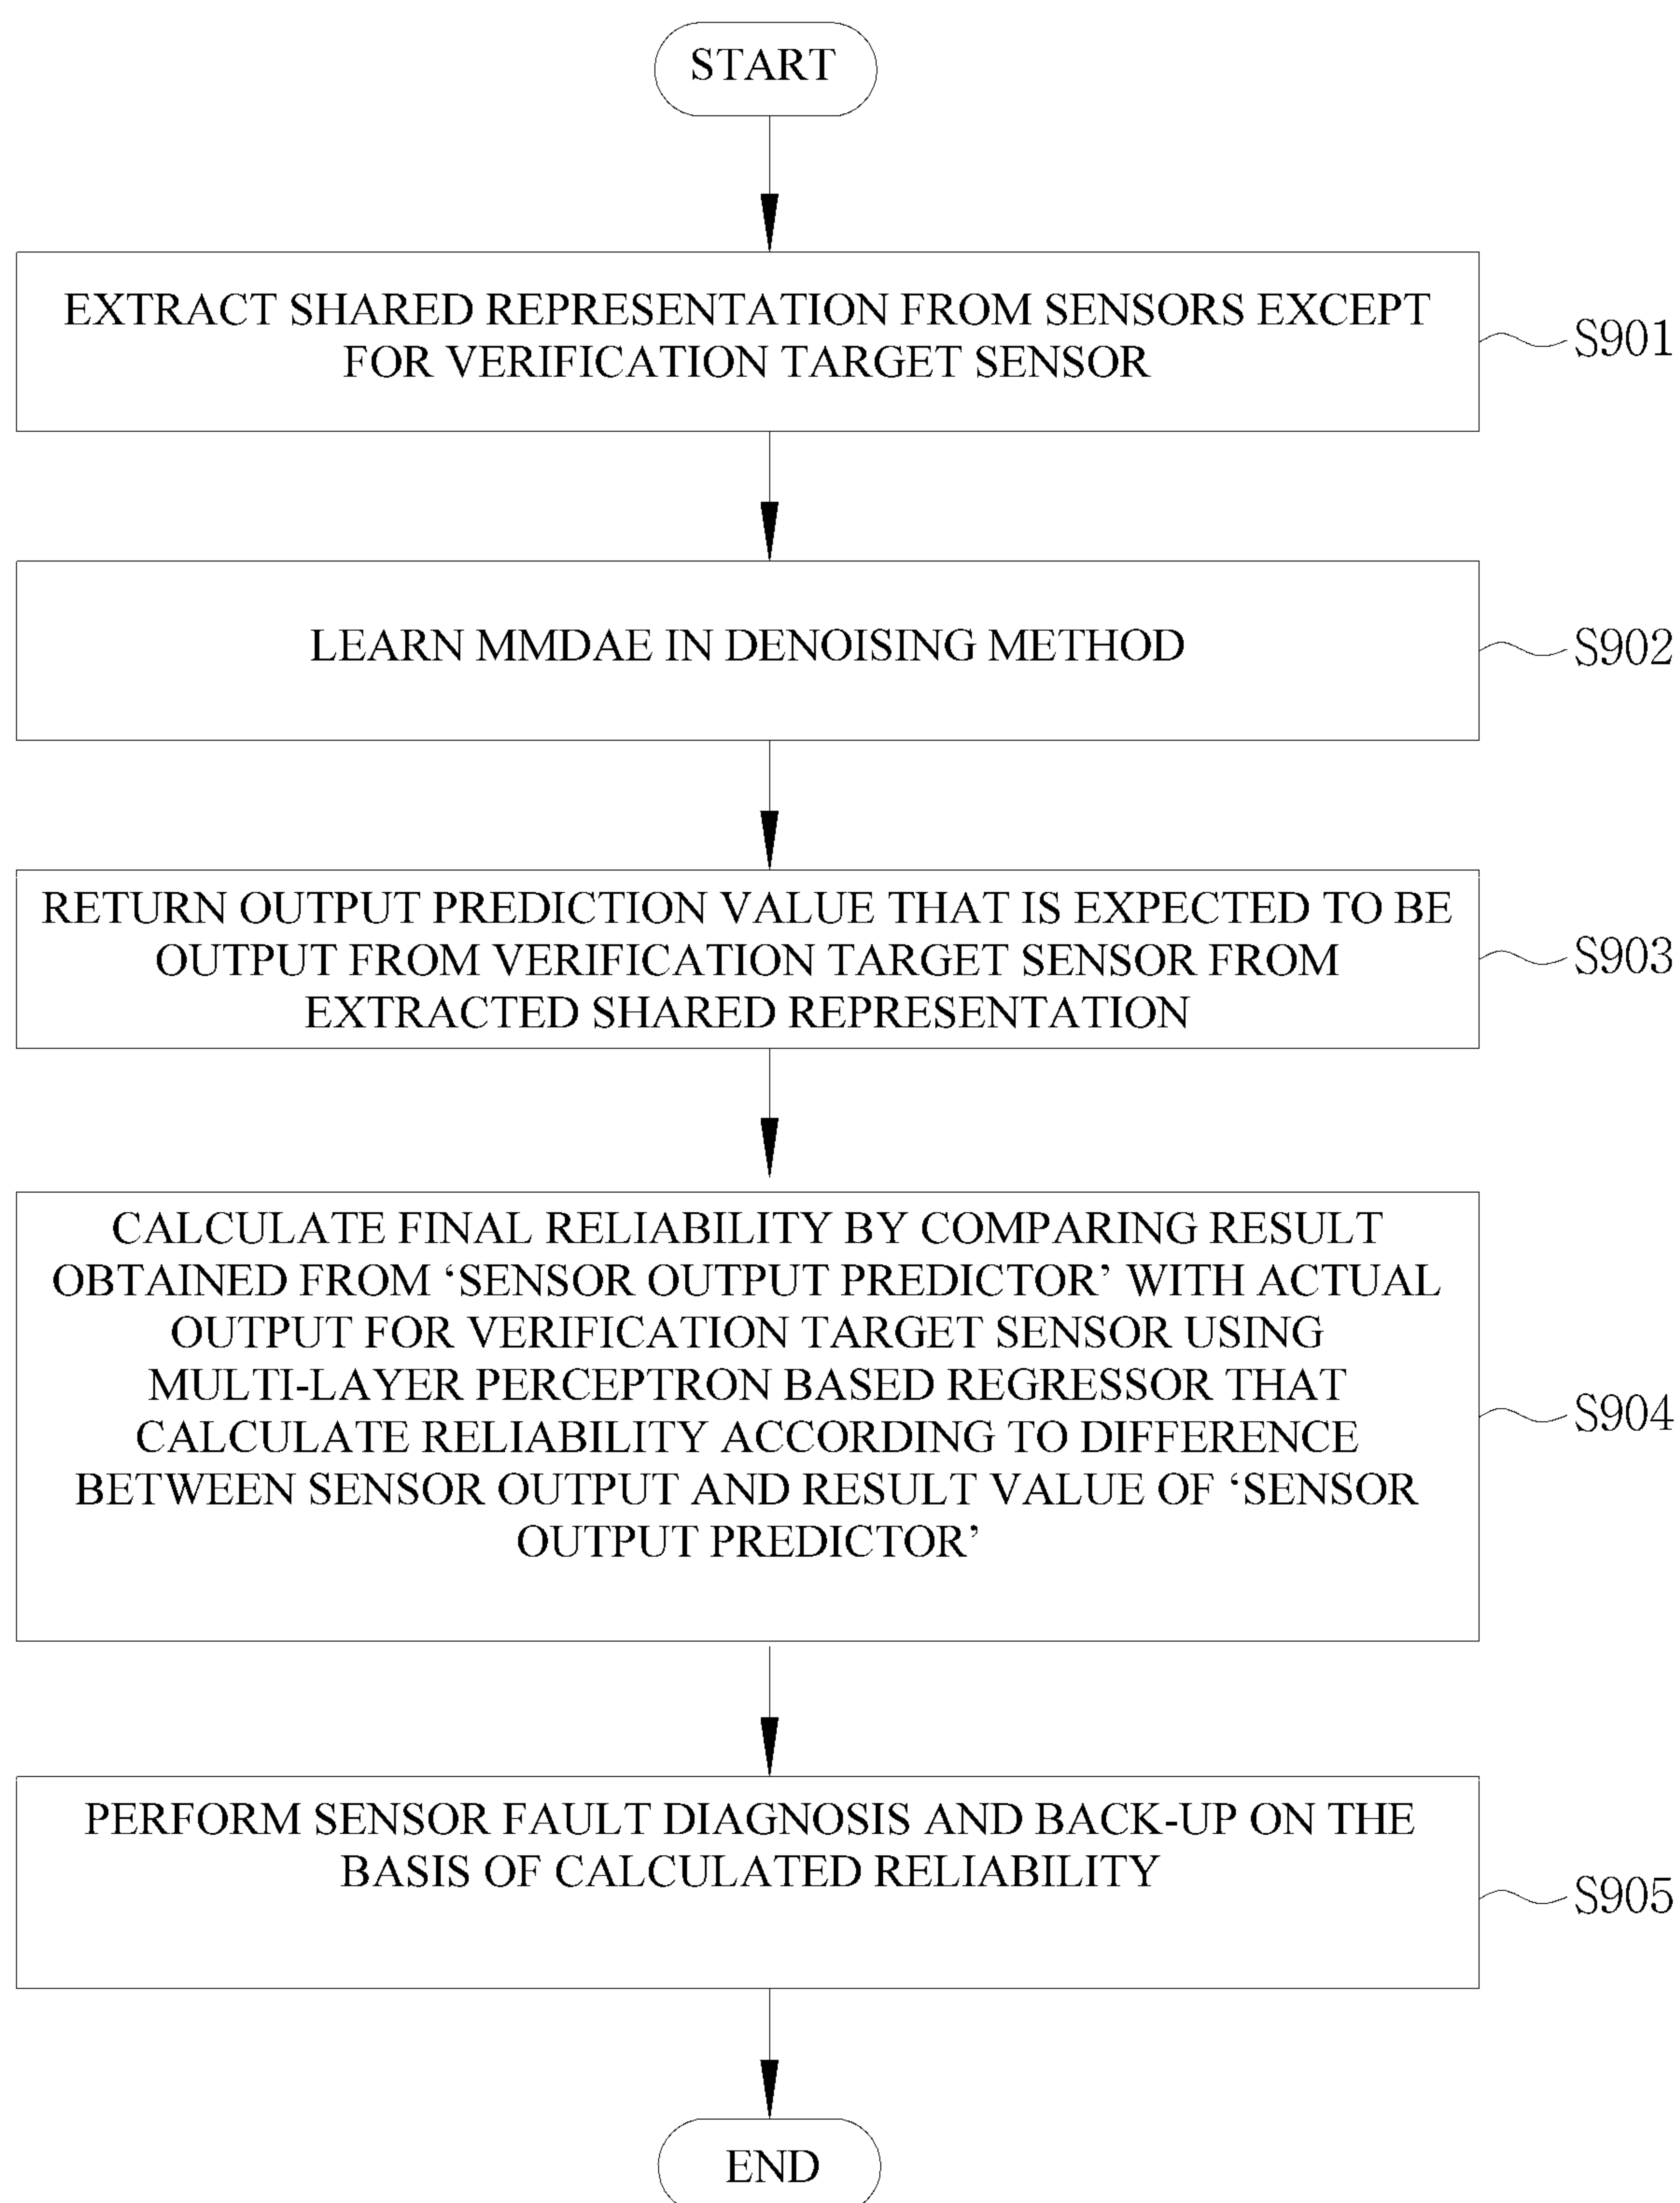 START
EXTRACT SHARED REPRESENTATION FROM SENSORS EXCEPT
FOR VERIFICATION TARGET SENSOR
S901
LEARN MMDAE IN DENOISING METHOD
S902
RETURN OUTPUT PREDICTION VALUE THAT IS EXPECTED TO BE
OUTPUT FROM VERIFICATION TARGET SENSOR FROM
EXTRACTED SHARED REPRESENTATION
S903
CALCULATE FINAL RELIABILITY BY COMPARING RESULT
OBTAINED FROM ‘SENSOR OUTPUT PREDICTOR’ WITH ACTUAL
OUTPUT FOR VERIFICATION TARGET SENSOR USING
MULTI-LAYER PERCEPTRON BASED REGRESSOR THAT
CALCULATE RELIABILITY ACCORDING TO DIFFERENCE
BETWEEN SENSOR OUTPUT AND RESULT VALUE OF ‘SENSOR
OUTPUT PREDICTOR’
S904
PERFORM SENSOR FAULT DIAGNOSIS AND BACK-UP ON THE
BASIS OF CALCULATED RELIABILITY
S905
END